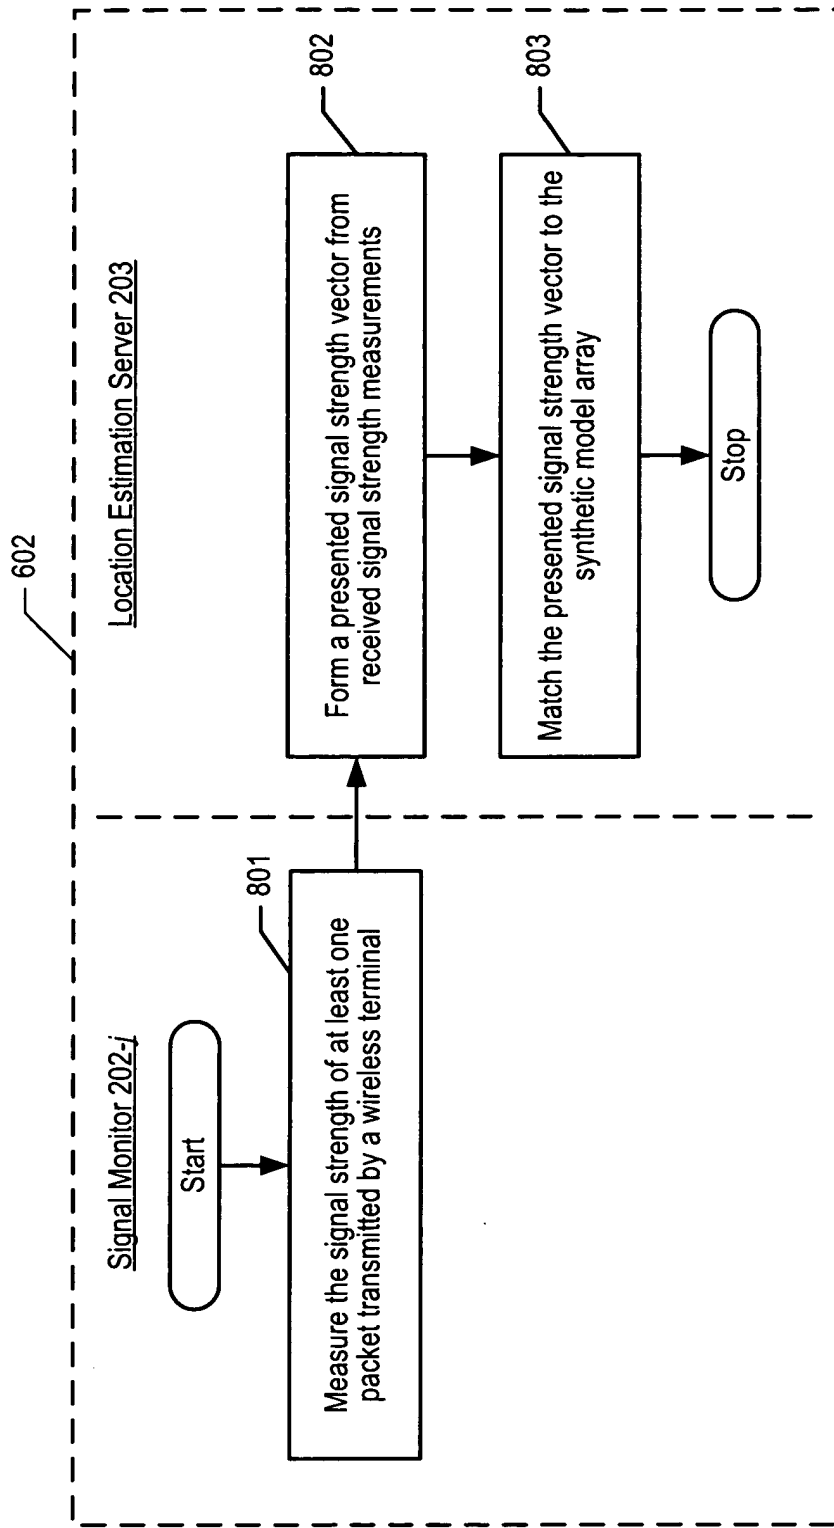 602
Signal Monitor 202-j
Location Estimation Server 203
Start
801
Measure the signal strength of at least one
packet transmitted by a wireless terminal
802
Form a presented signal strength vector from
received signal strength measurements
803
Match the presented signal strength vector to the
synthetic model array
Stop